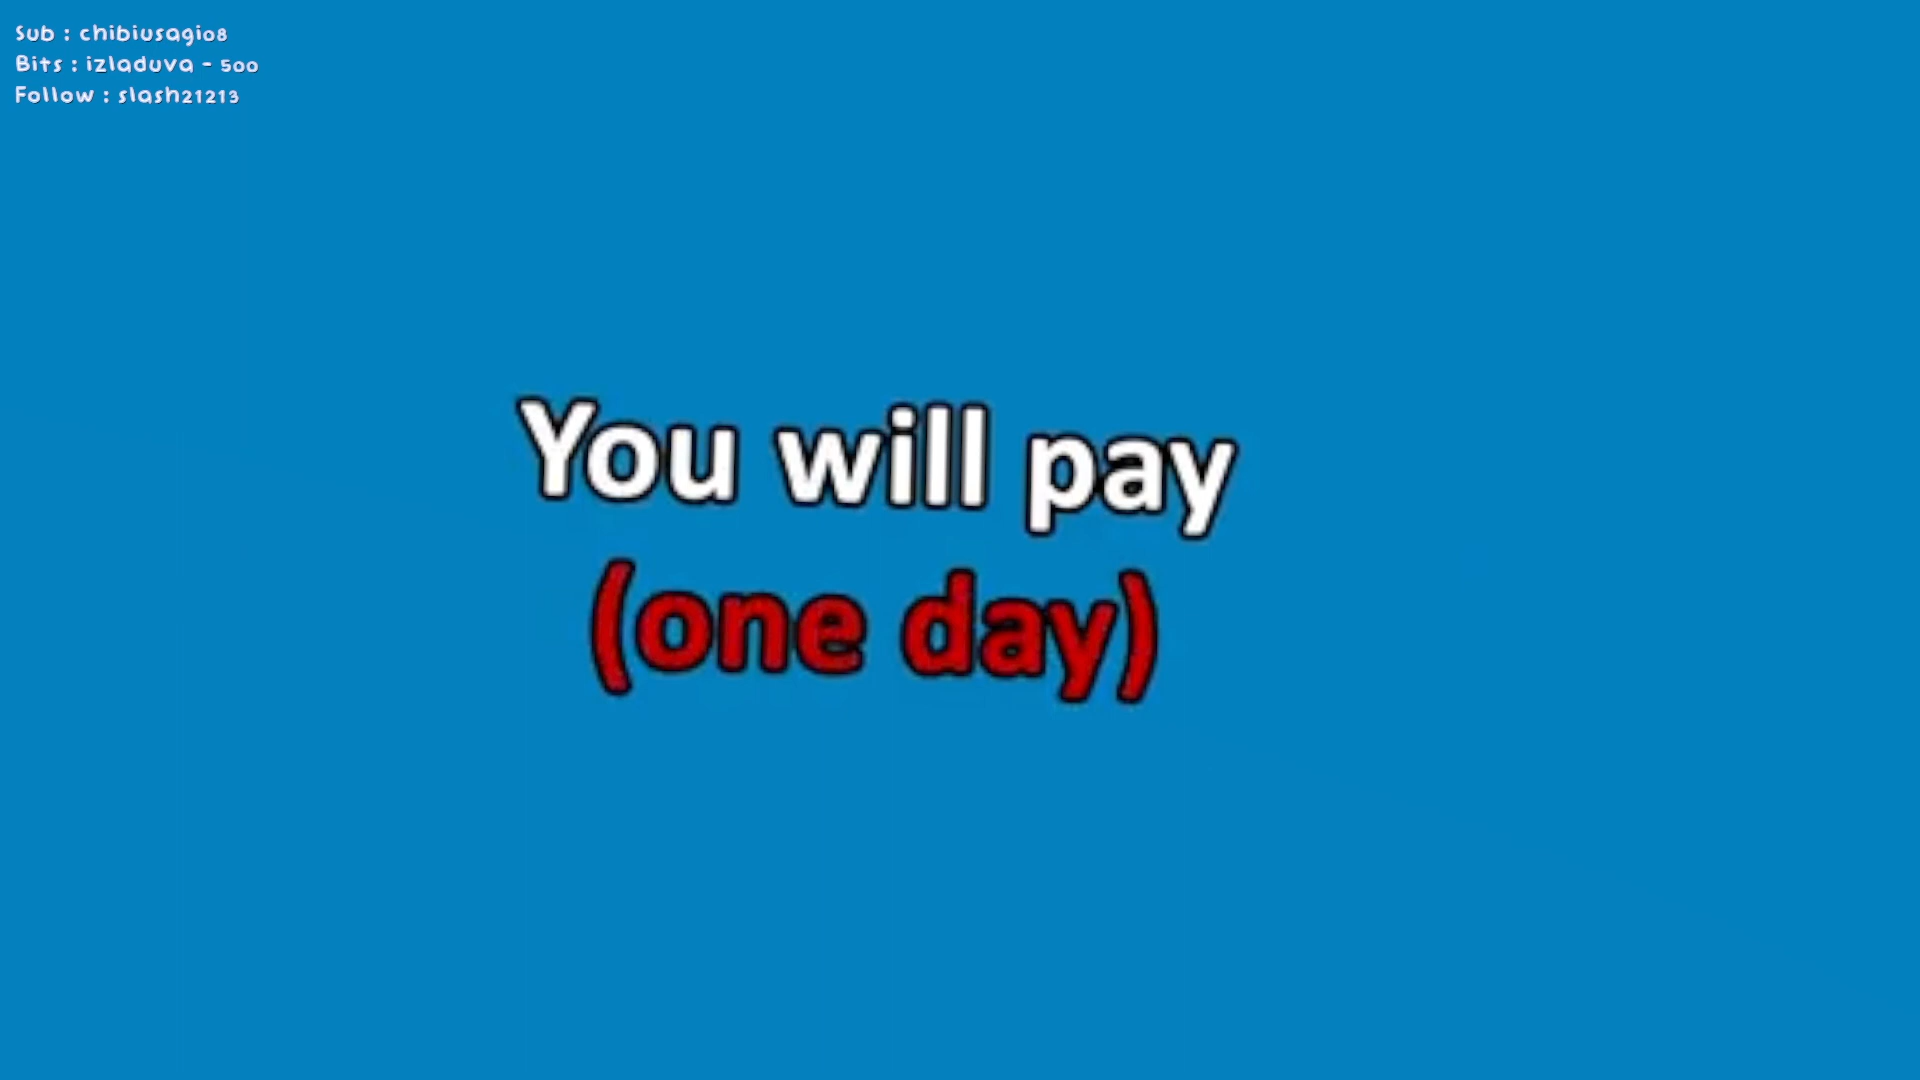 Sub : chibiusagi08
Bits : izladuva - 500
Follow : slash21213
You will pay
(one day)